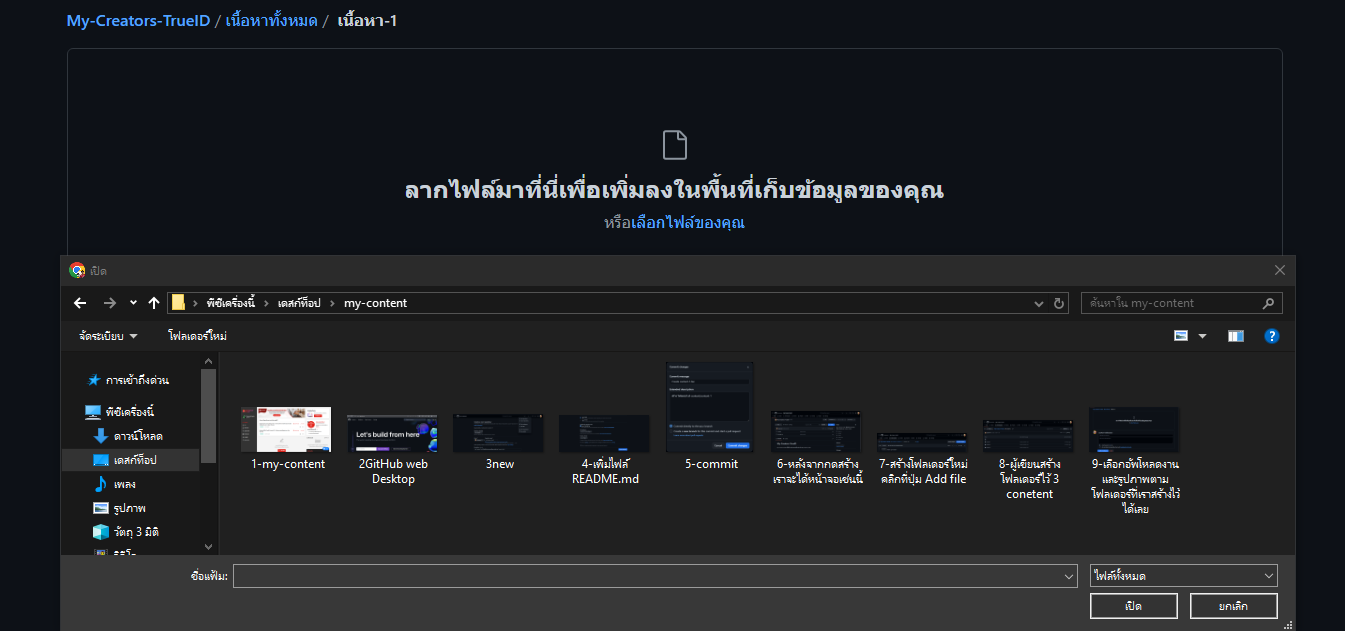 My-Creators-TrueID / เนื้อหาทั้งหมด / เนื้อหา-1
ลากไฟล์มาที่นี่เพื่อเพิ่มลงในพื้นที่เก็บข้อมูลของคุณ
หรือเลือกไฟล์ของคุณ
เปิด
พีซีเครื่องนี้ › เดสก์ท็อป › my-content
ค้นหาใน my-content
จัดระเบียบ
โฟลเดอร์ใหม่
การเข้าถึงด่วน
พีซีเครื่องนี้
ดาวน์โหลด
เดสก์ท็อป
เพลง
รูปภาพ
วัตถุ 3 มิติ
Let's build from here
1-my-content
2GitHub web
Desktop
3new
4-เพิ่มไฟล์
README.md
5-commit
6-หลังจากกดสร้าง
เราจะได้หน้าจอเช่นนี้
7-สร้างโฟลเดอร์ใหม่
คลิกที่ปุ่ม Add file
8-ผู้เขียนสร้าง
โฟลเดอร์ไว้ 3
conetent
9-เลือกอัพโหลดงาน
และรูปภาพตาม
โฟลเดอร์ที่เราสร้างไว้
ได้เลย
ชื่อแฟ้ม:
ไฟล์ทั้งหมด
เปิด
ยกเลิก